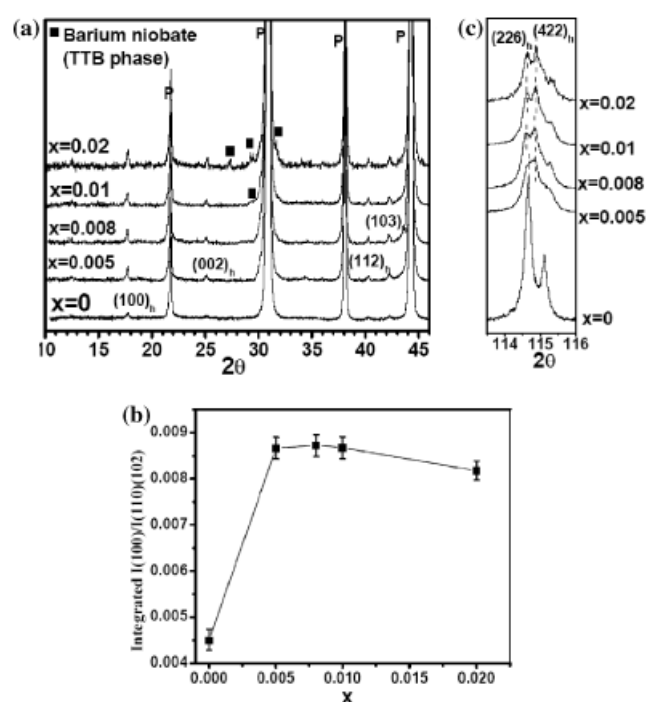 (a)
■ Barium niobate
(TTB phase)
P
P
P
P
x=0.02
x=0.01
x=0.008
x=0.005
x=0
(100)h
(002)h
(112)h
(103)h
10 15 20 25 30 35 40 45
2θ
(c)
(226)h
(422)h
x=0.02
x=0.01
x=0.008
x=0.005
x=0
114 115 116
2θ
(b)
Integrated I(100)/I(110)(102)
0.009
0.008
0.007
0.006
0.005
0.004
0.000 0.005 0.010 0.015 0.020
x